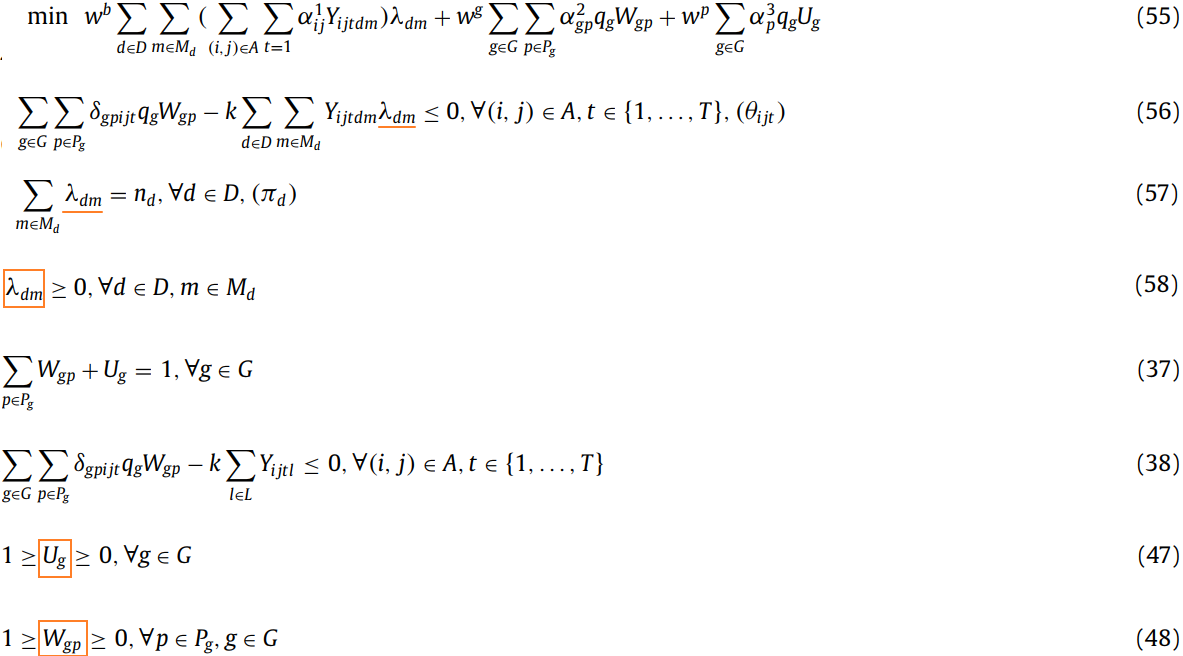 min w^b ∑_{d∈D} ∑_{m∈M_d} ( ∑_{(i,j)∈A} ∑_{t=1} α^1_{ij} Y_{ijtdm}) λ_{dm} + w^g ∑_{g∈G} ∑_{p∈P_g} α^2_{gp} q_g W_{gp} + w^p ∑_{g∈G} α^3_p q_g U_g (55)
∑_{g∈G} ∑_{p∈P_g} δ_{gpijt} q_g W_{gp} − k ∑_{d∈D} ∑_{m∈M_d} Y_{ijtdm} λ_{dm} ≤ 0, ∀(i, j) ∈ A, t ∈ {1, . . . , T}, (θ_{ijt}) (56)
∑_{m∈M_d} λ_{dm} = n_d, ∀d ∈ D, (π_d) (57)
λ_{dm} ≥ 0, ∀d ∈ D, m ∈ M_d (58)
∑_{p∈P_g} W_{gp} + U_g = 1, ∀g ∈ G (37)
∑_{g∈G} ∑_{p∈P_g} δ_{gpijt} q_g W_{gp} − k ∑_{l∈L} Y_{ijtl} ≤ 0, ∀(i, j) ∈ A, t ∈ {1, . . . , T} (38)
1 ≥ U_g ≥ 0, ∀g ∈ G (47)
1 ≥ W_{gp} ≥ 0, ∀p ∈ P_g, g ∈ G (48)